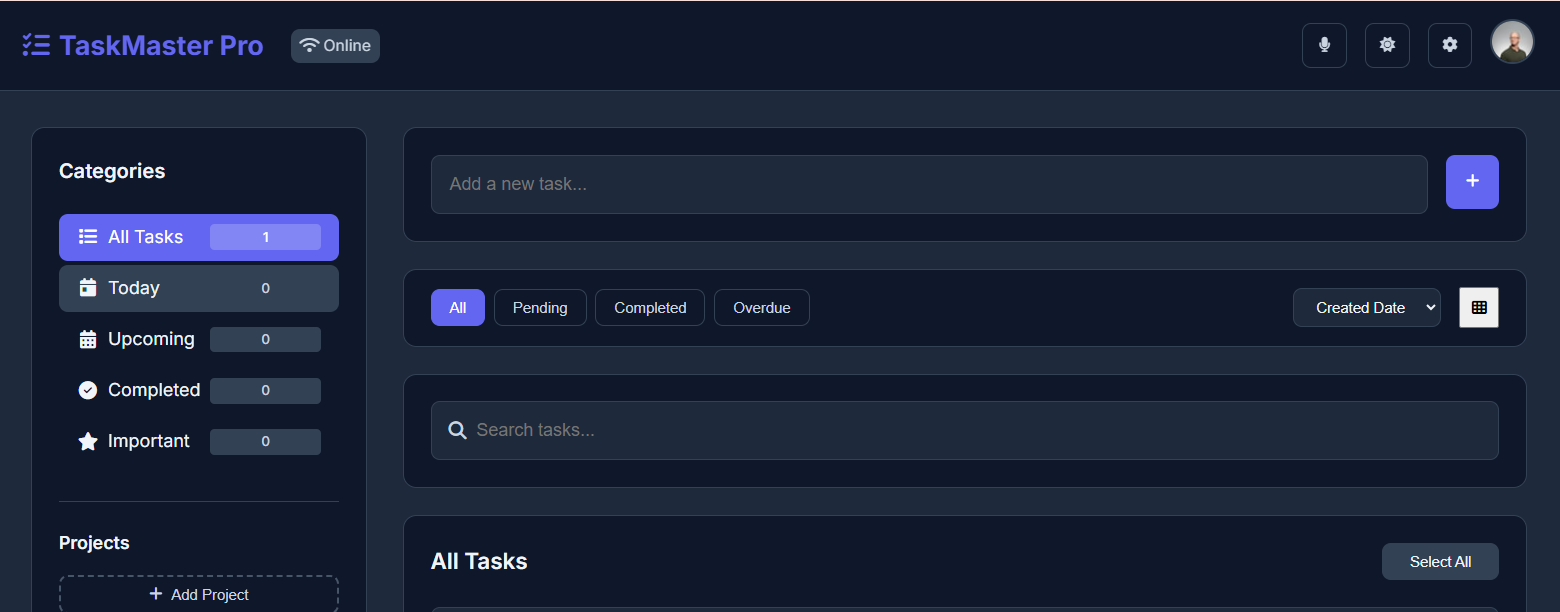 TaskMaster Pro
Online
Categories
All Tasks 1
Today 0
Upcoming 0
Completed 0
Important 0
Projects
+ Add Project
Add a new task...
+
All Pending Completed Overdue
Created Date
Search tasks...
All Tasks
Select All